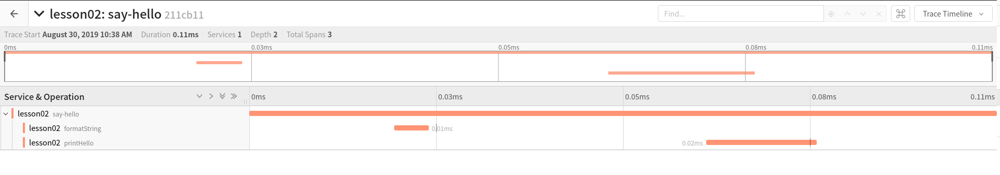 lesson02: say-hello 211cb11 Find... Trace Timeline
Trace Start August 30, 2019 10:38 AM Duration 0.11ms Services 1 Depth 2 Total Spans 3
0ms 0.03ms 0.05ms 0.08ms 0.11ms
Service & Operation 0ms 0.03ms 0.05ms 0.08ms 0.11ms
lesson02 say-hello
lesson02 formatString 0.01ms
lesson02 printHello 0.02ms